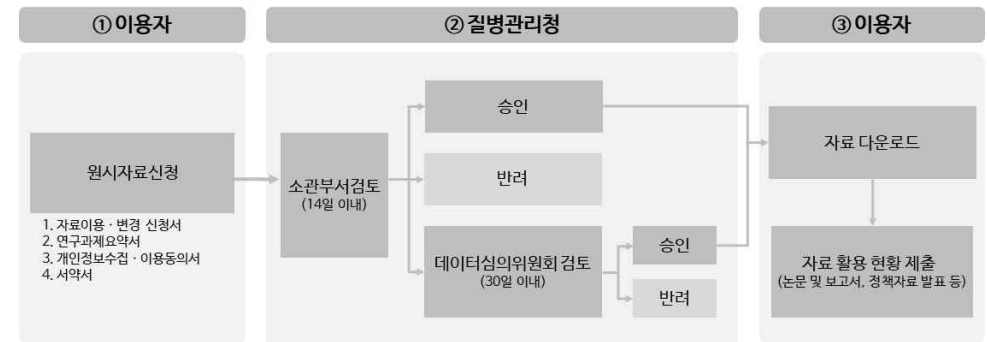 ① 이용자
② 질병관리청
③ 이용자
원시자료신청
1. 자료이용 · 변경 신청서
2. 연구과제요약서
3. 개인정보수집 · 이용동의서
4. 서약서
소관부서검토
(14일 이내)
승인
반려
데이터심의위원회 검토
(30일 이내)
승인
반려
자료 다운로드
자료 활용 현황 제출
(논문 및 보고서, 정책자료 발표 등)